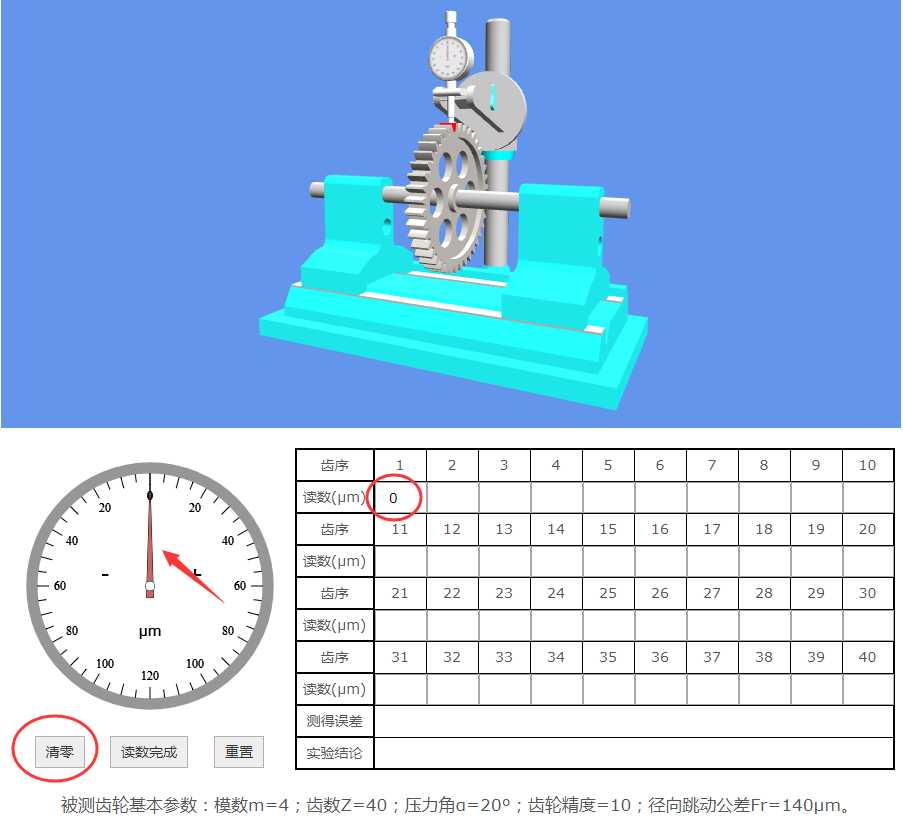 齿序 1 2 3 4 5 6 7 8 9 10
读数(μm) 0
齿序 11 12 13 14 15 16 17 18 19 20
读数(μm)
齿序 21 22 23 24 25 26 27 28 29 30
读数(μm)
齿序 31 32 33 34 35 36 37 38 39 40
读数(μm)
测得误差
实验结论
0
20 20
40 40
60 - + 60
80 μm 80
100 100
120
清零 读数完成 重置
被测齿轮基本参数：模数m=4；齿数Z=40；压力角α=20°；齿轮精度=10；径向跳动公差Fr=140μm。